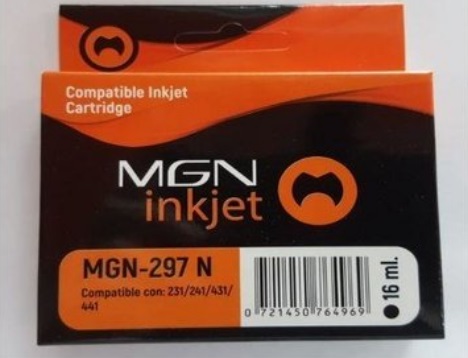 Compatible Inkjet
Cartridge
MGN
inkjet
MGN-297 N
Compatible con: 231/241/431/
441
0 721450 764969
16 ml.